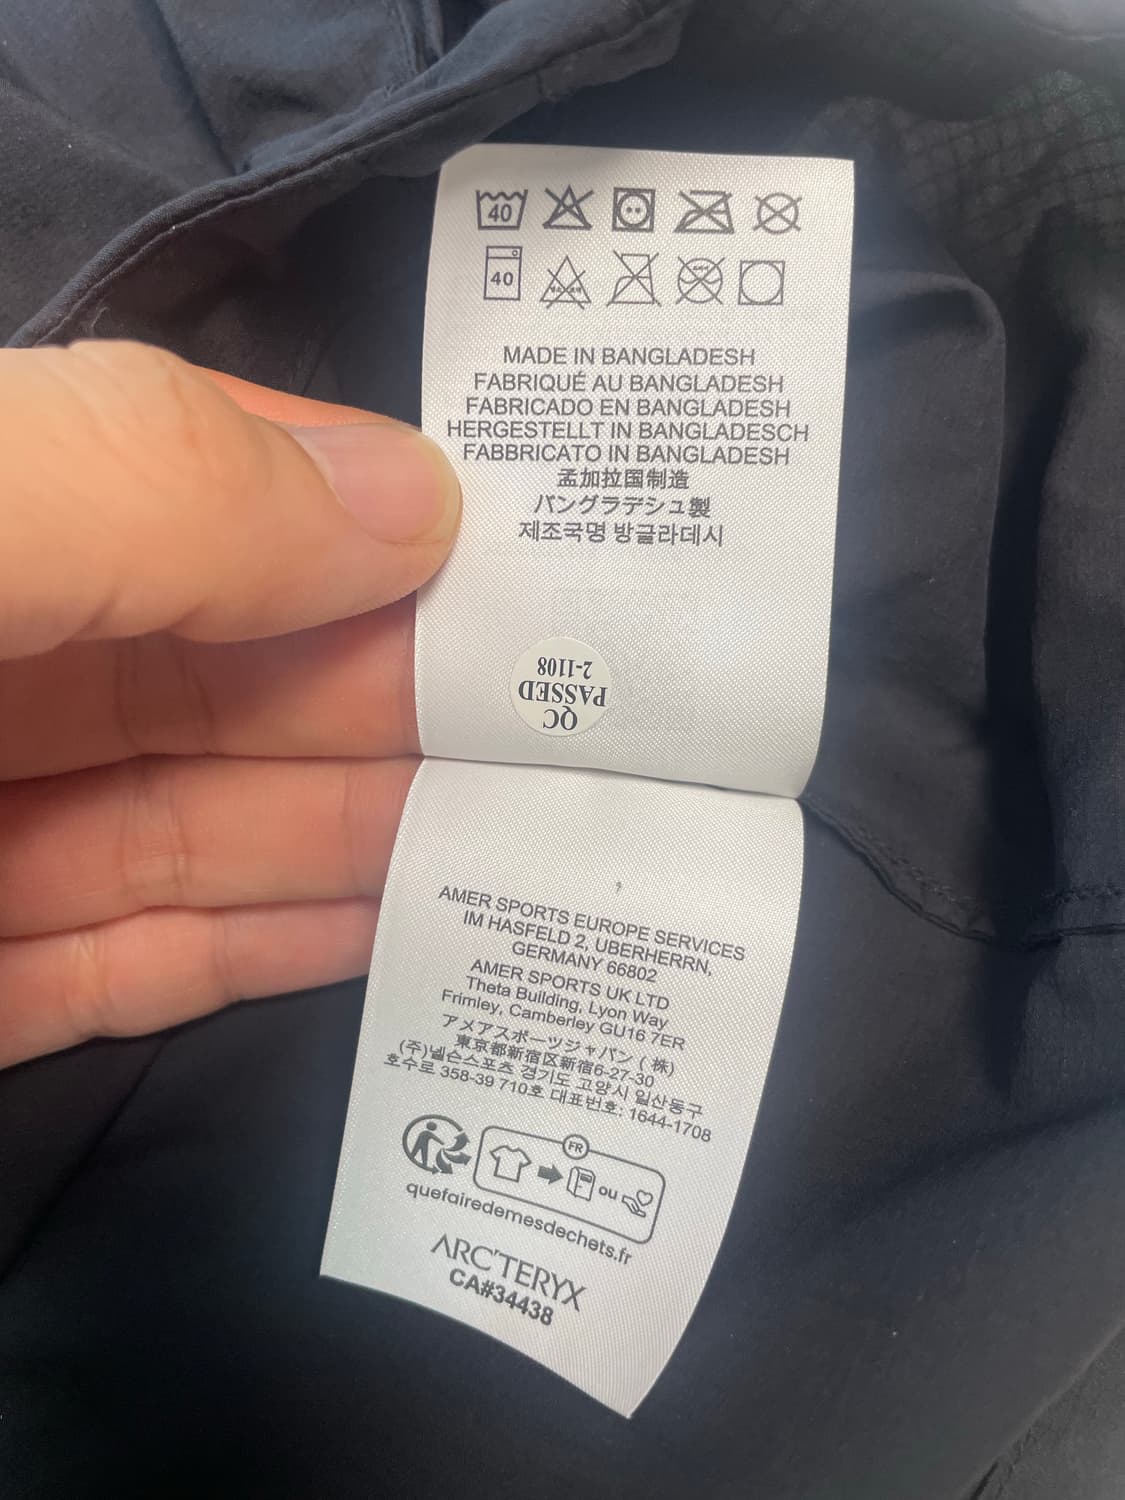 40
40
MADE IN BANGLADESH
FABRIQUÉ AU BANGLADESH
FABRICADO EN BANGLADESH
HERGESTELLT IN BANGLADESCH
FABBRICATO IN BANGLADESH
孟加拉国制造
バングラデシュ製
제조국명 방글라데시
QC
PASSED
2-1108
AMER SPORTS EUROPE SERVICES
IM HASFELD 2, UBERHERRN,
GERMANY 66802
AMER SPORTS UK LTD
Theta Building, Lyon Way
Frimley, Camberley GU16 7ER
アメアスポーツジャパン (株)
東京都新宿区新宿6-27-30
(주)넬슨스포츠 경기도 고양시 일산동구
호수로 358-39 710호 대표번호: 1644-1708
FR
ou
quefairedemesdechets.fr
ARC'TERYX
CA#34438